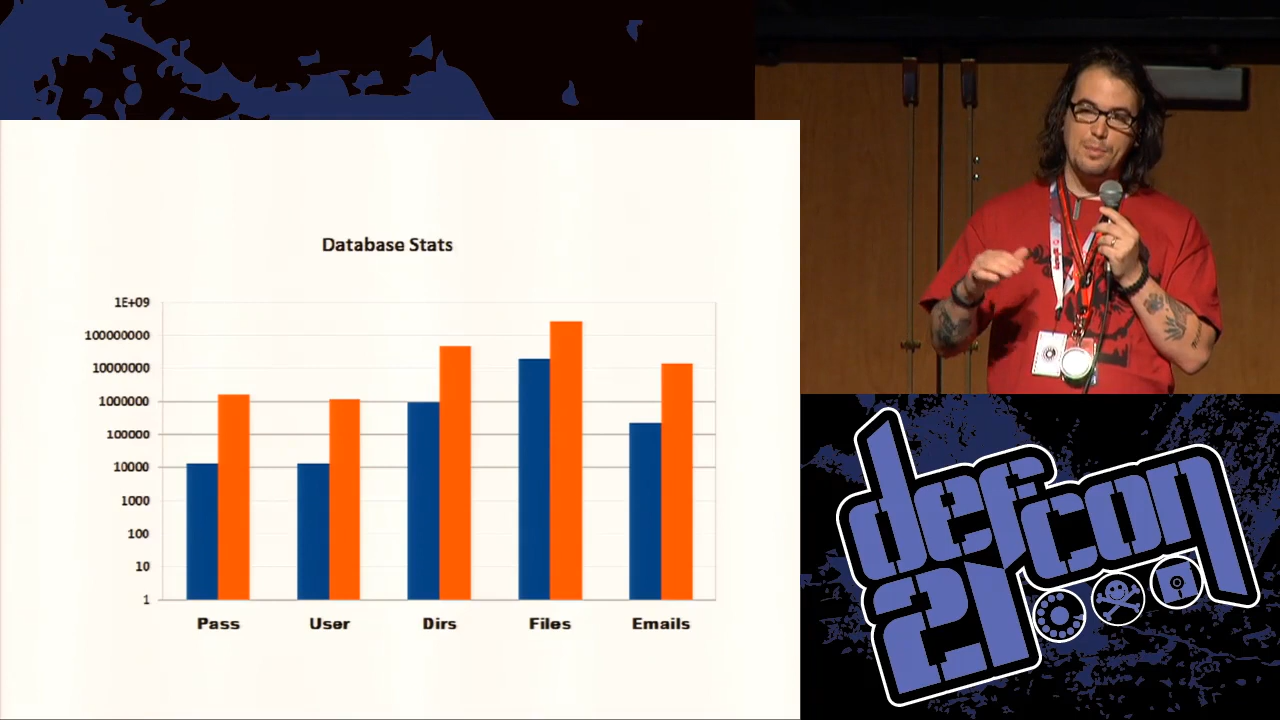 Database Stats
1E+09
100000000
10000000
1000000
100000
10000
1000
100
10
1
Pass User Dirs Files Emails
defcon
21